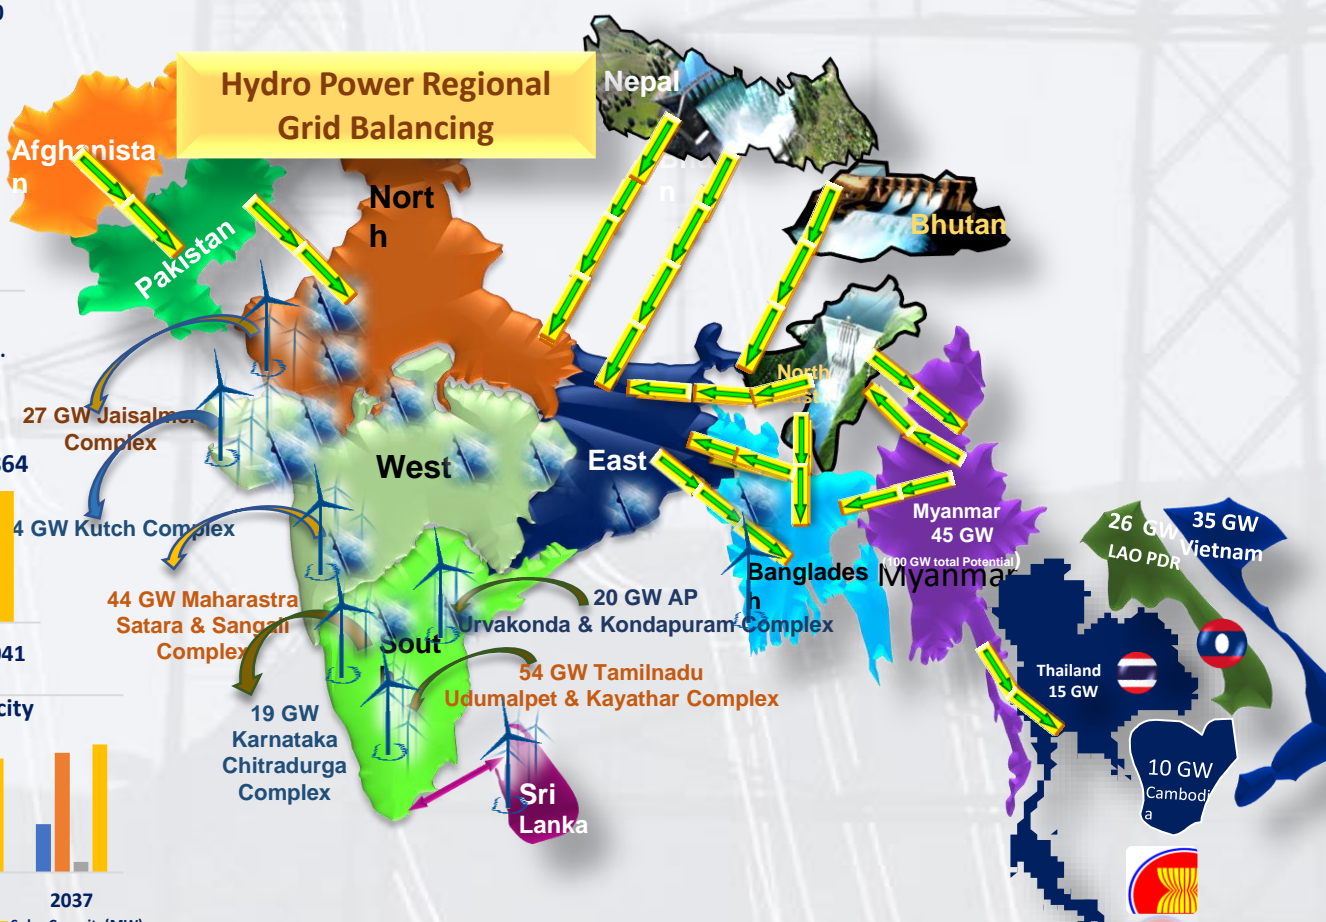 Hydro Power Regional
Grid Balancing
Nepal
Afghanista
n
n
Nort
h
Bhutan
Pakistan
North
27 GW Jaisalmer
Complex
364
West
East
4 GW Kutch Complex
Myanmar
45 GW
(100 GW total Potential)
Myanmar
26 GW
LAO PDR
35 GW
Vietnam
Banglades
h
44 GW Maharastra
Satara & Sangali
Complex
20 GW AP
Urvakonda & Kondapuram Complex
041
Sout
54 GW Tamilnadu
Udumalpet & Kayathar Complex
Thailand
15 GW
city
19 GW
Karnataka
Chitradurga
Complex
10 GW
Cambodi
a
Sri
Lanka
2037